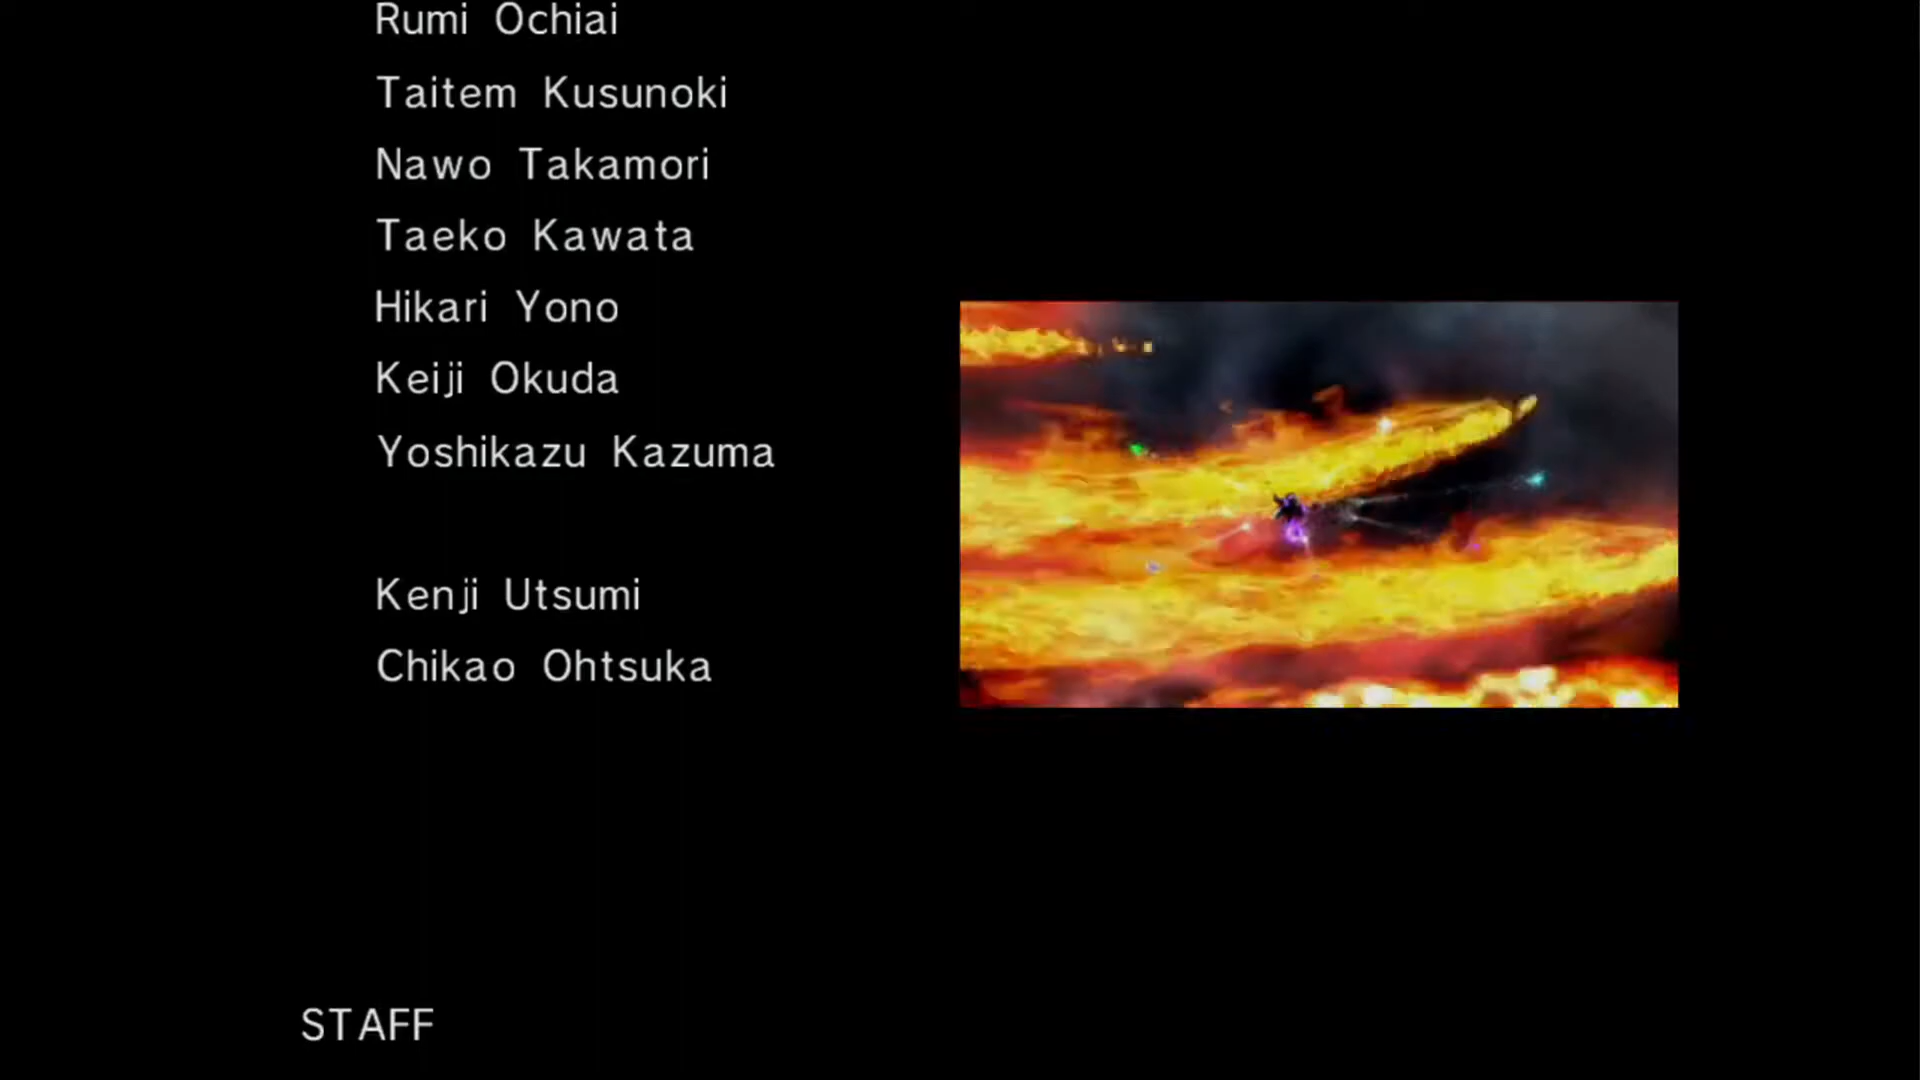 Rumi Ochiai
Taitem Kusunoki
Nawo Takamori
Taeko Kawata
Hikari Yono
Keiji Okuda
Yoshikazu Kazuma
Kenji Utsumi
Chikao Ohtsuka
STAFF